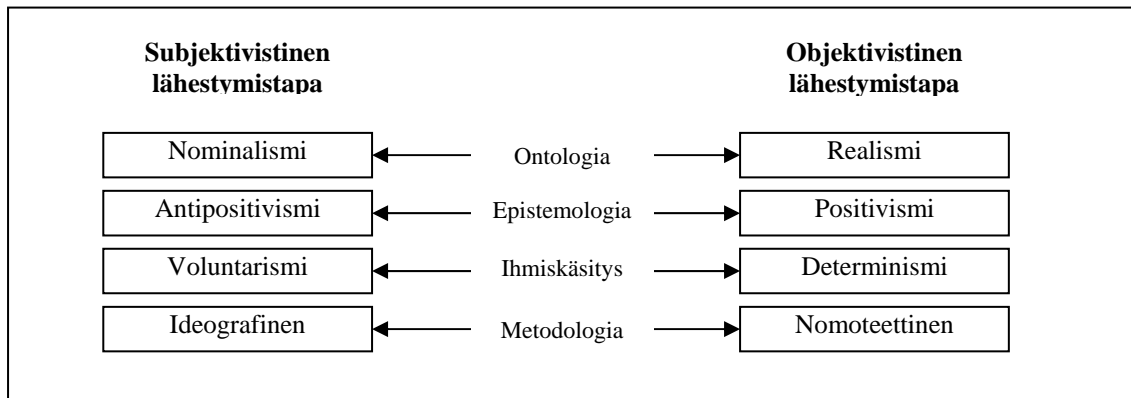 Subjektivistinen
lähestymistapa
Objektivistinen
lähestymistapa
Nominalismi
Ontologia
Realismi
Antipositivismi
Epistemologia
Positivismi
Voluntarismi
Ihmiskäsitys
Determinismi
Ideografinen
Metodologia
Nomoteettinen